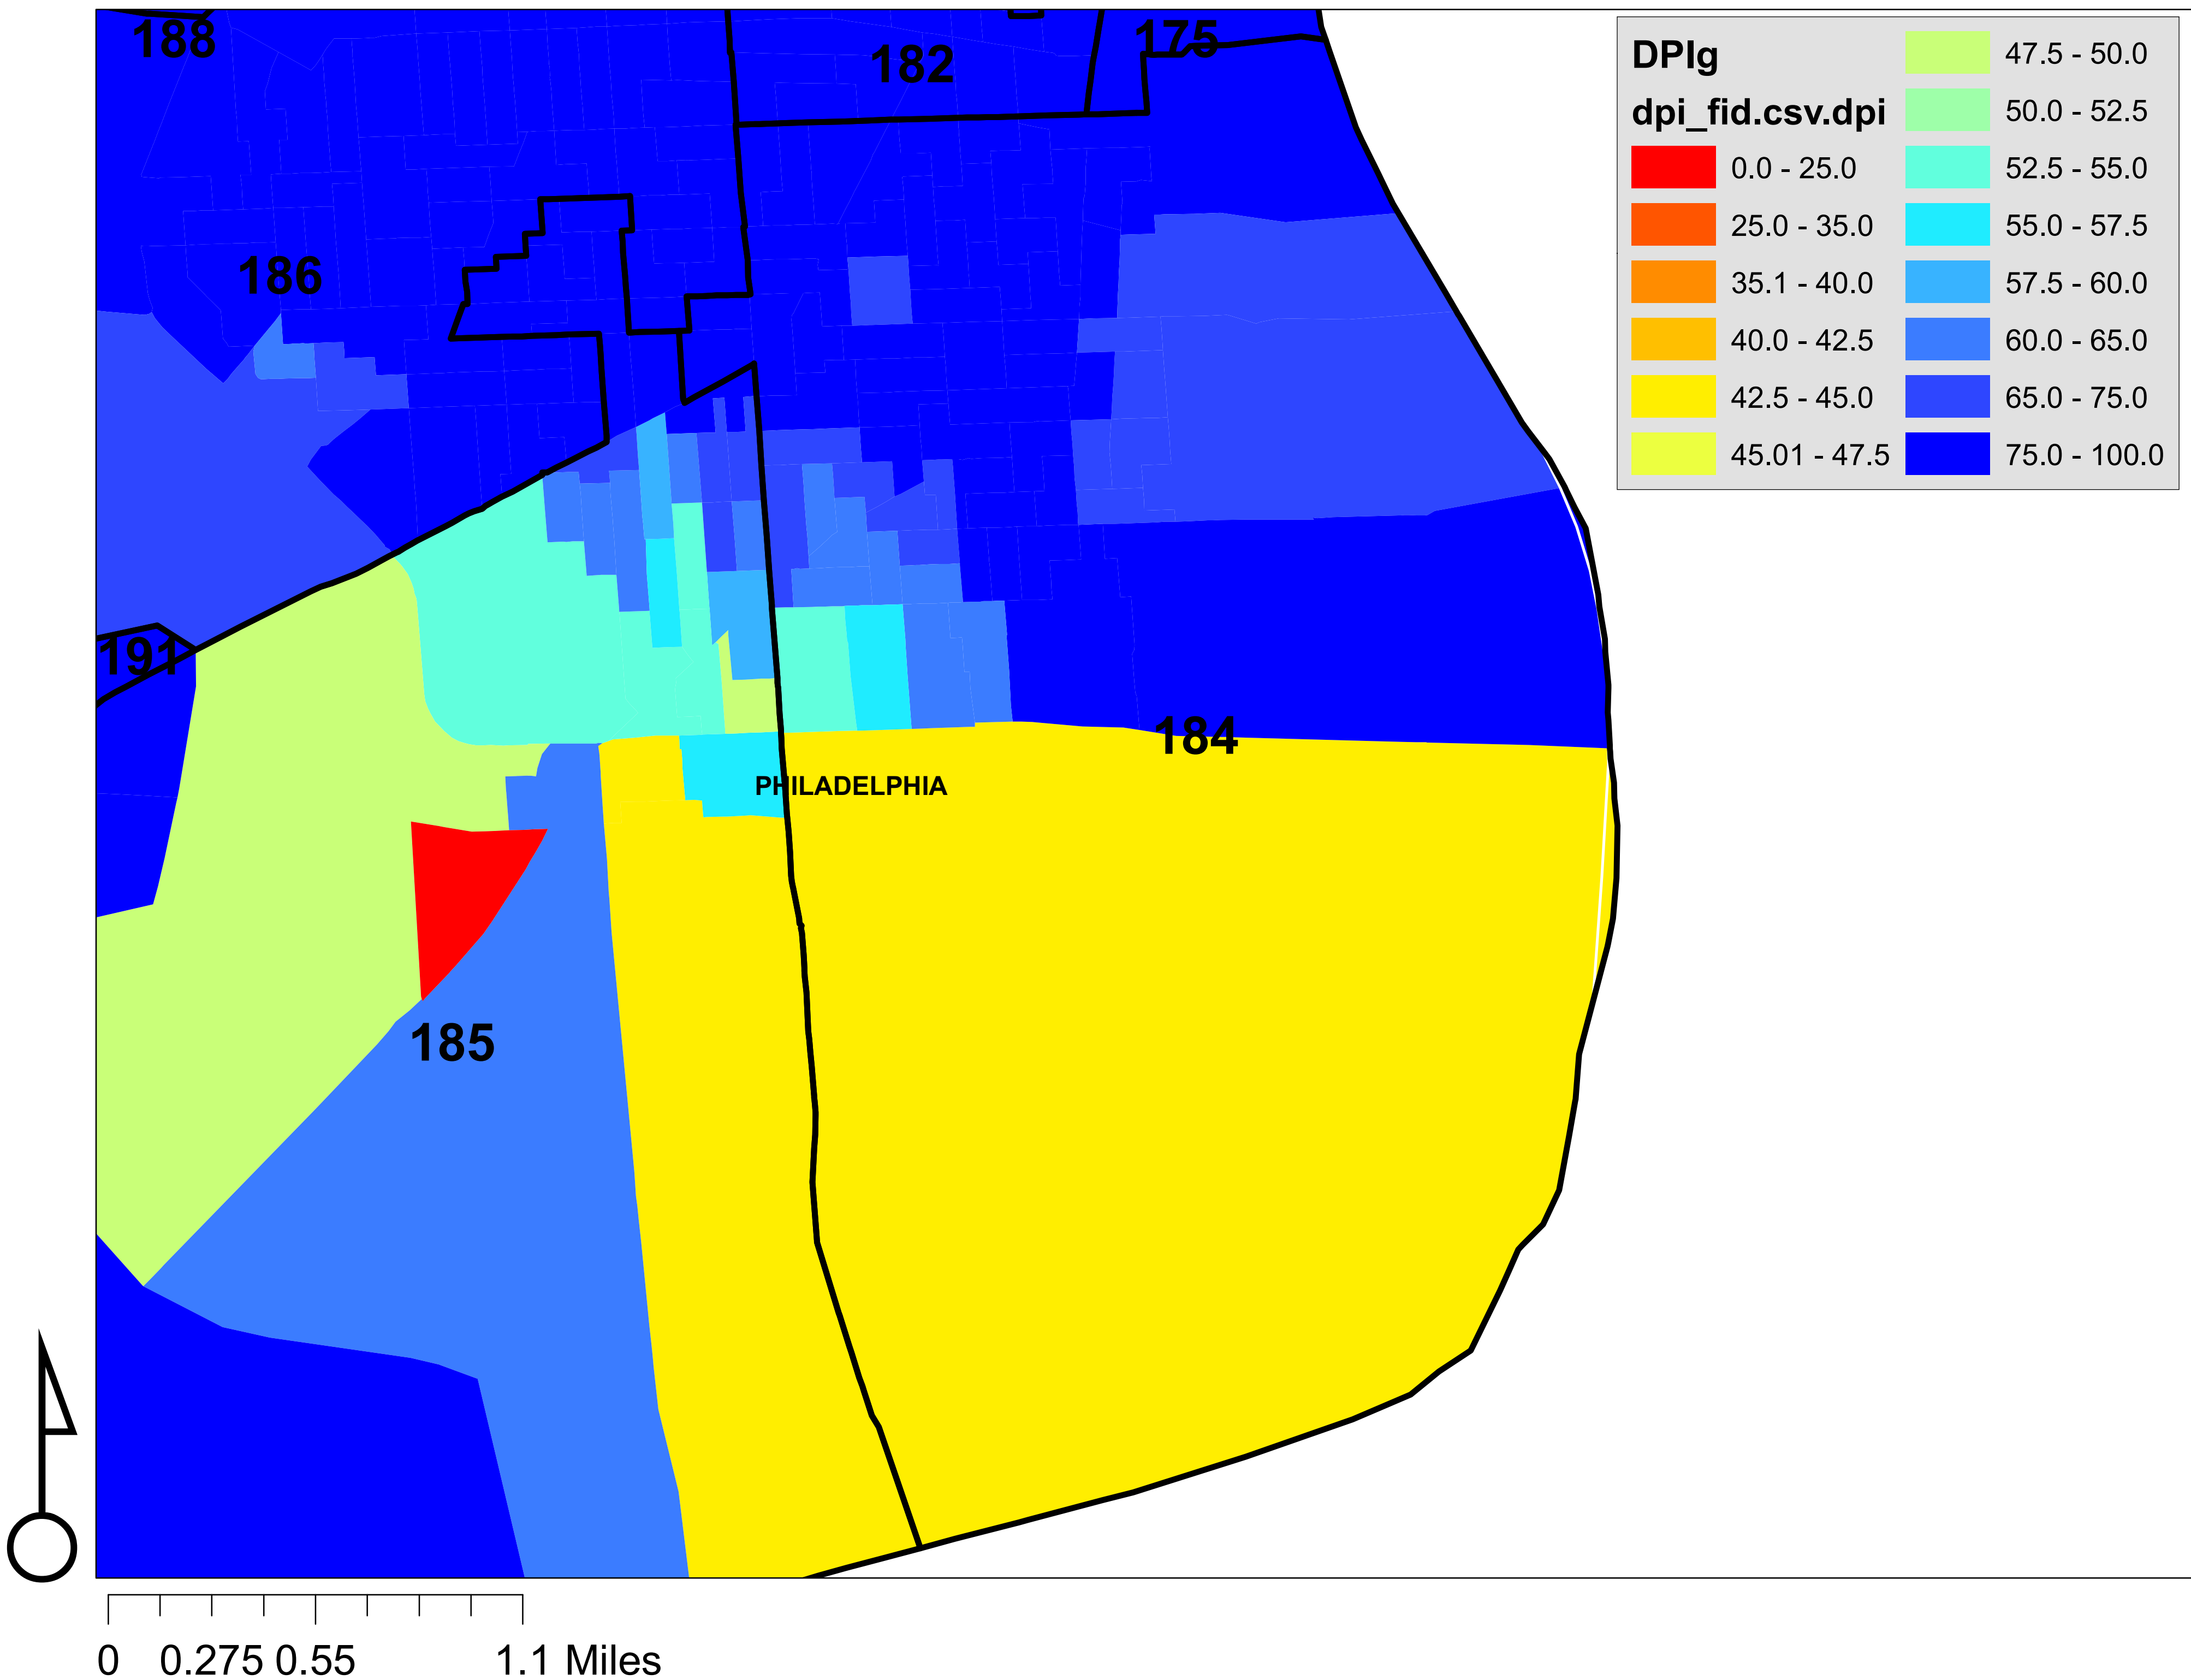 188
182
175
186
191
184
PHILADELPHIA
185
DPIg
dpi_fid.csv.dpi
0.0 - 25.0
25.0 - 35.0
35.1 - 40.0
40.0 - 42.5
42.5 - 45.0
45.01 - 47.5
47.5 - 50.0
50.0 - 52.5
52.5 - 55.0
55.0 - 57.5
57.5 - 60.0
60.0 - 65.0
65.0 - 75.0
75.0 - 100.0
0 0.275 0.55 1.1 Miles